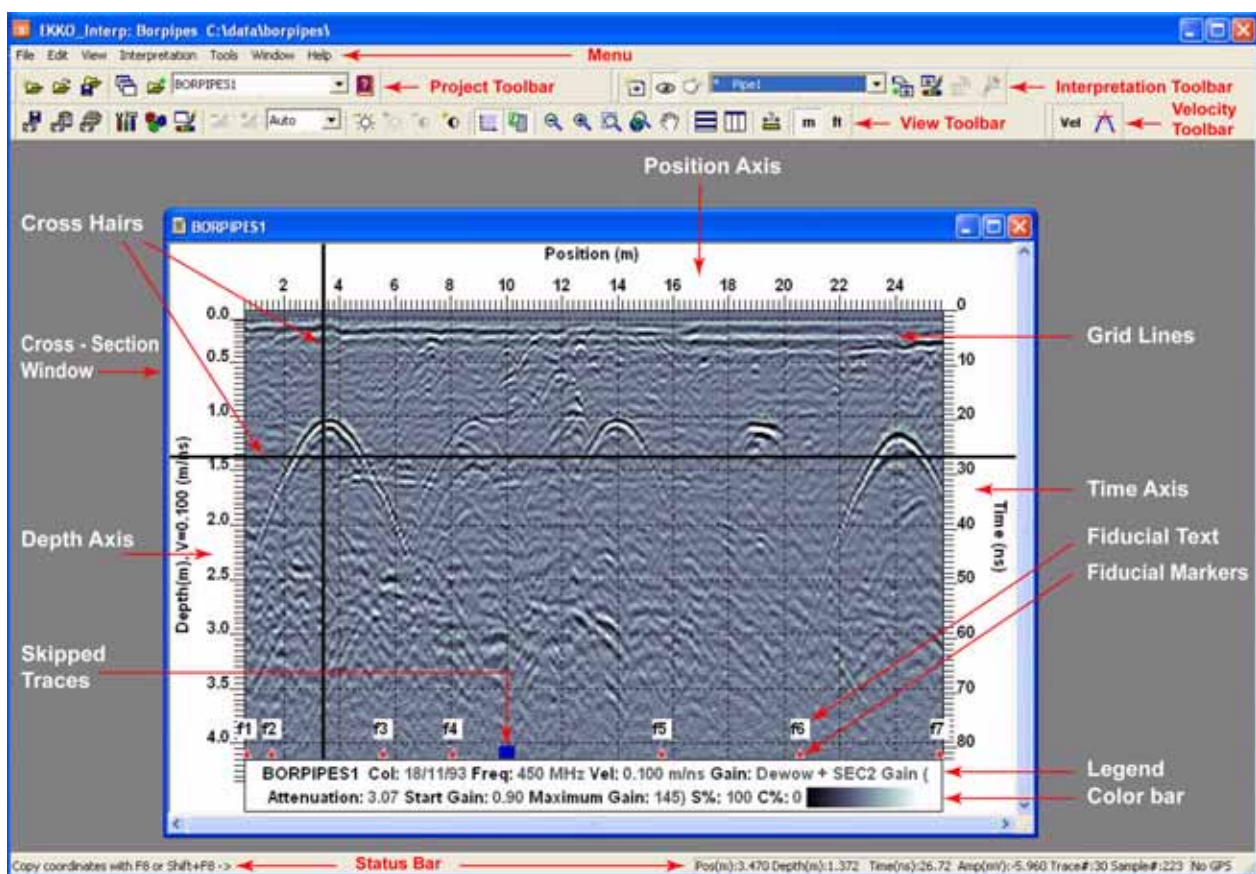 EKKO_Interp: Borpipes C:\data\borpipes\
File Edit View Interpretation Tools Window Help
Menu
BORPIPES1
Project Toolbar
* Pipe1
Interpretation Toolbar
Auto
m ft
View Toolbar
Vel
Velocity
Toolbar
Position Axis
Cross Hairs
BORPIPES1
Position (m)
2 4 6 8 10 12 14 16 18 20 22 24
0.0
0.5
1.0
1.5
2.0
2.5
3.0
3.5
4.0
Depth(m), V=0.100 (m/ns)
0
10
20
30
40
50
60
70
80
Time (ns)
Grid Lines
Cross - Section
Window
Depth Axis
Time Axis
Fiducial Text
Fiducial Markers
Skipped
Traces
f1 f2 f3 f4 f5 f6 f7
BORPIPES1 Col: 18/11/93 Freq: 450 MHz Vel: 0.100 m/ns Gain: Dewow + SEC2 Gain (
Attenuation: 3.07 Start Gain: 0.90 Maximum Gain: 145) S%: 100 C%: 0
Legend
Color bar
Copy coordinates with F8 or Shift+F8 ->
Status Bar
Pos(m):3.470 Depth(m):1.372 Time(ns):26.72 Amp(mV):-5.960 Trace#:30 Sample#:223 No GPS